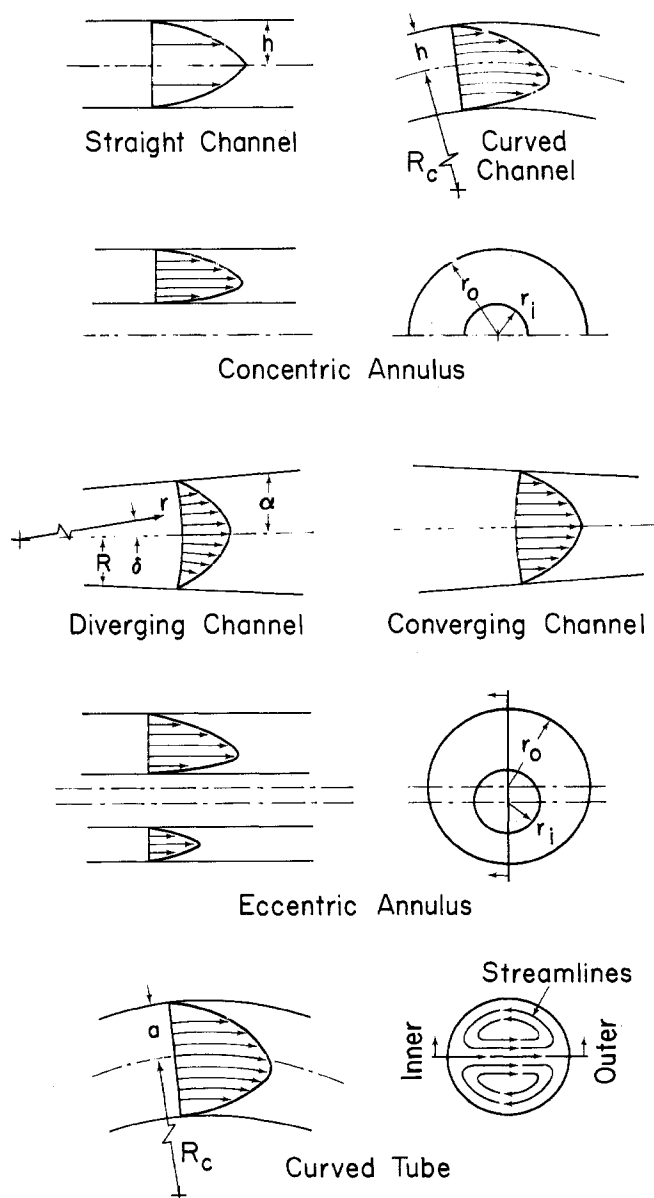 h
Straight Channel
h
R_c
Curved
Channel
r_o
r_i
Concentric Annulus
r
α
R
δ
Diverging Channel
Converging Channel
r_o
r_i
Eccentric Annulus
a
R_c
Streamlines
Inner
Outer
Curved Tube